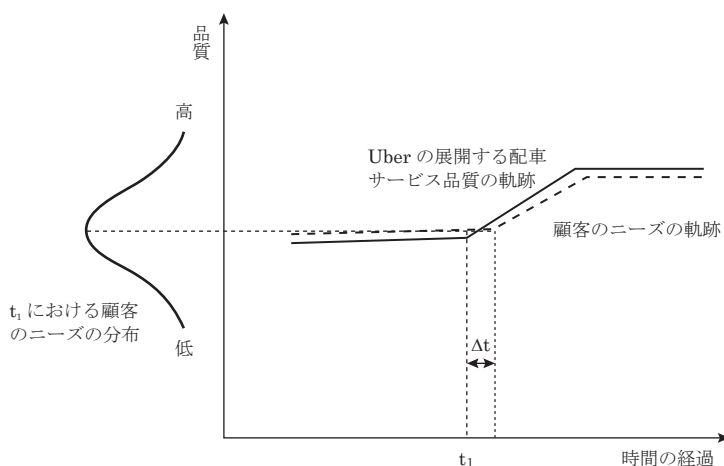 品
質
高
Uber の展開する配車
サービス品質の軌跡
顧客のニーズの軌跡
t₁ における顧客
のニーズの分布
低
Δt
t₁
時間の経過